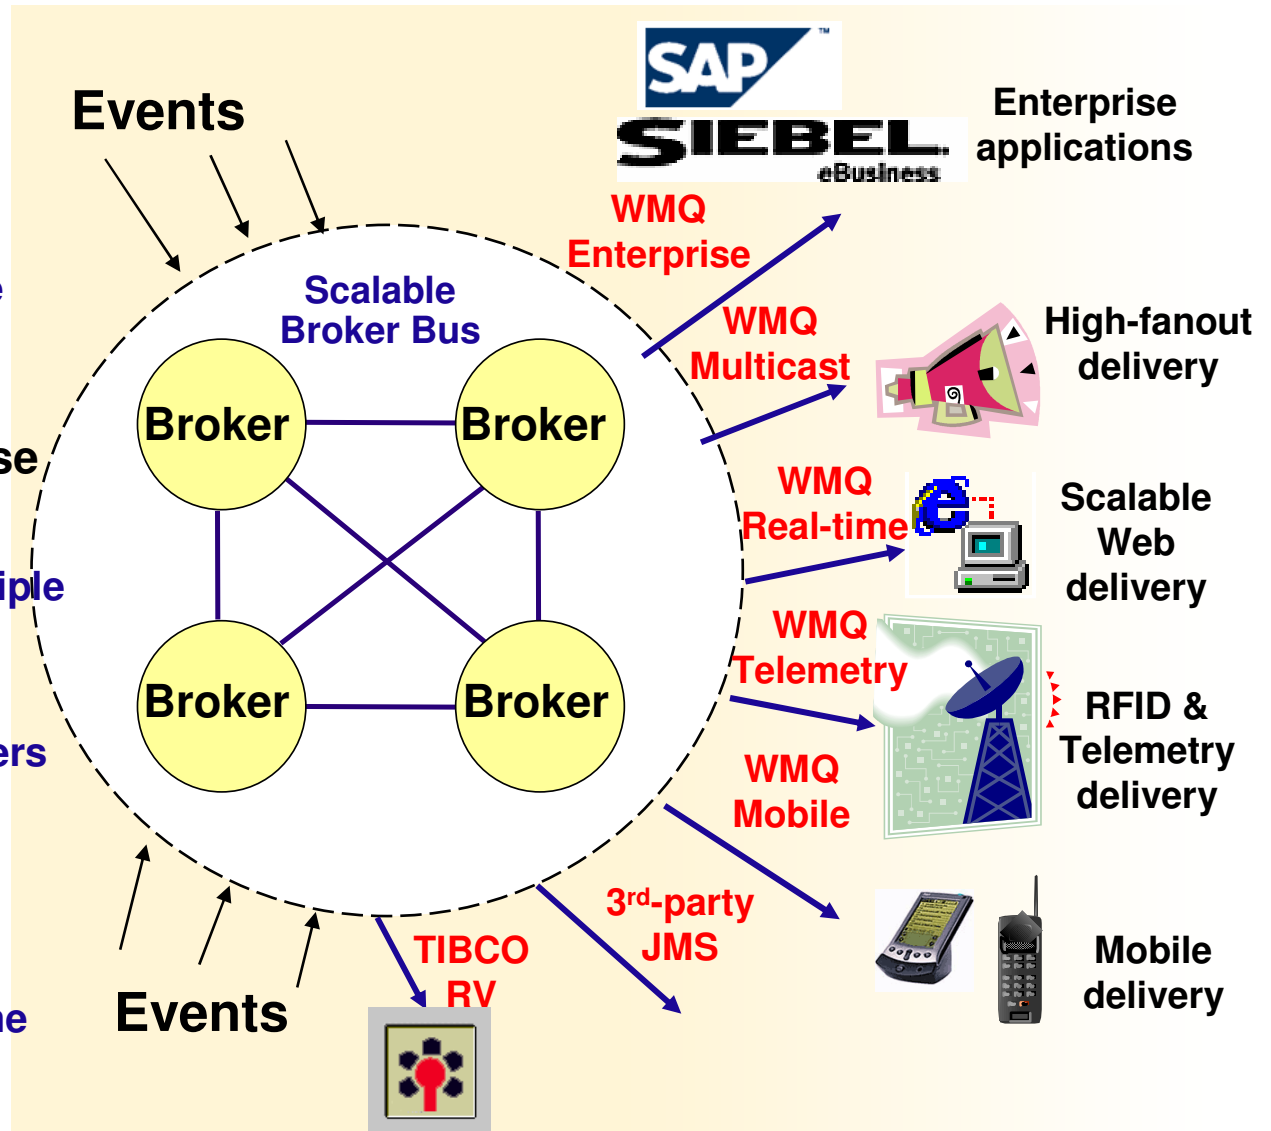 SAP™
Events
Enterprise
applications
SIEBEL.
eBusiness
WMQ
Enterprise
Scalable
Broker Bus
WMQ
Multicast
High-fanout
delivery
Broker
Broker
WMQ
Real-time
Scalable
Web
delivery
WMQ
Telemetry
Broker
Broker
RFID &
Telemetry
delivery
WMQ
Mobile
3rd-party
JMS
TIBCO
RV
Mobile
delivery
Events